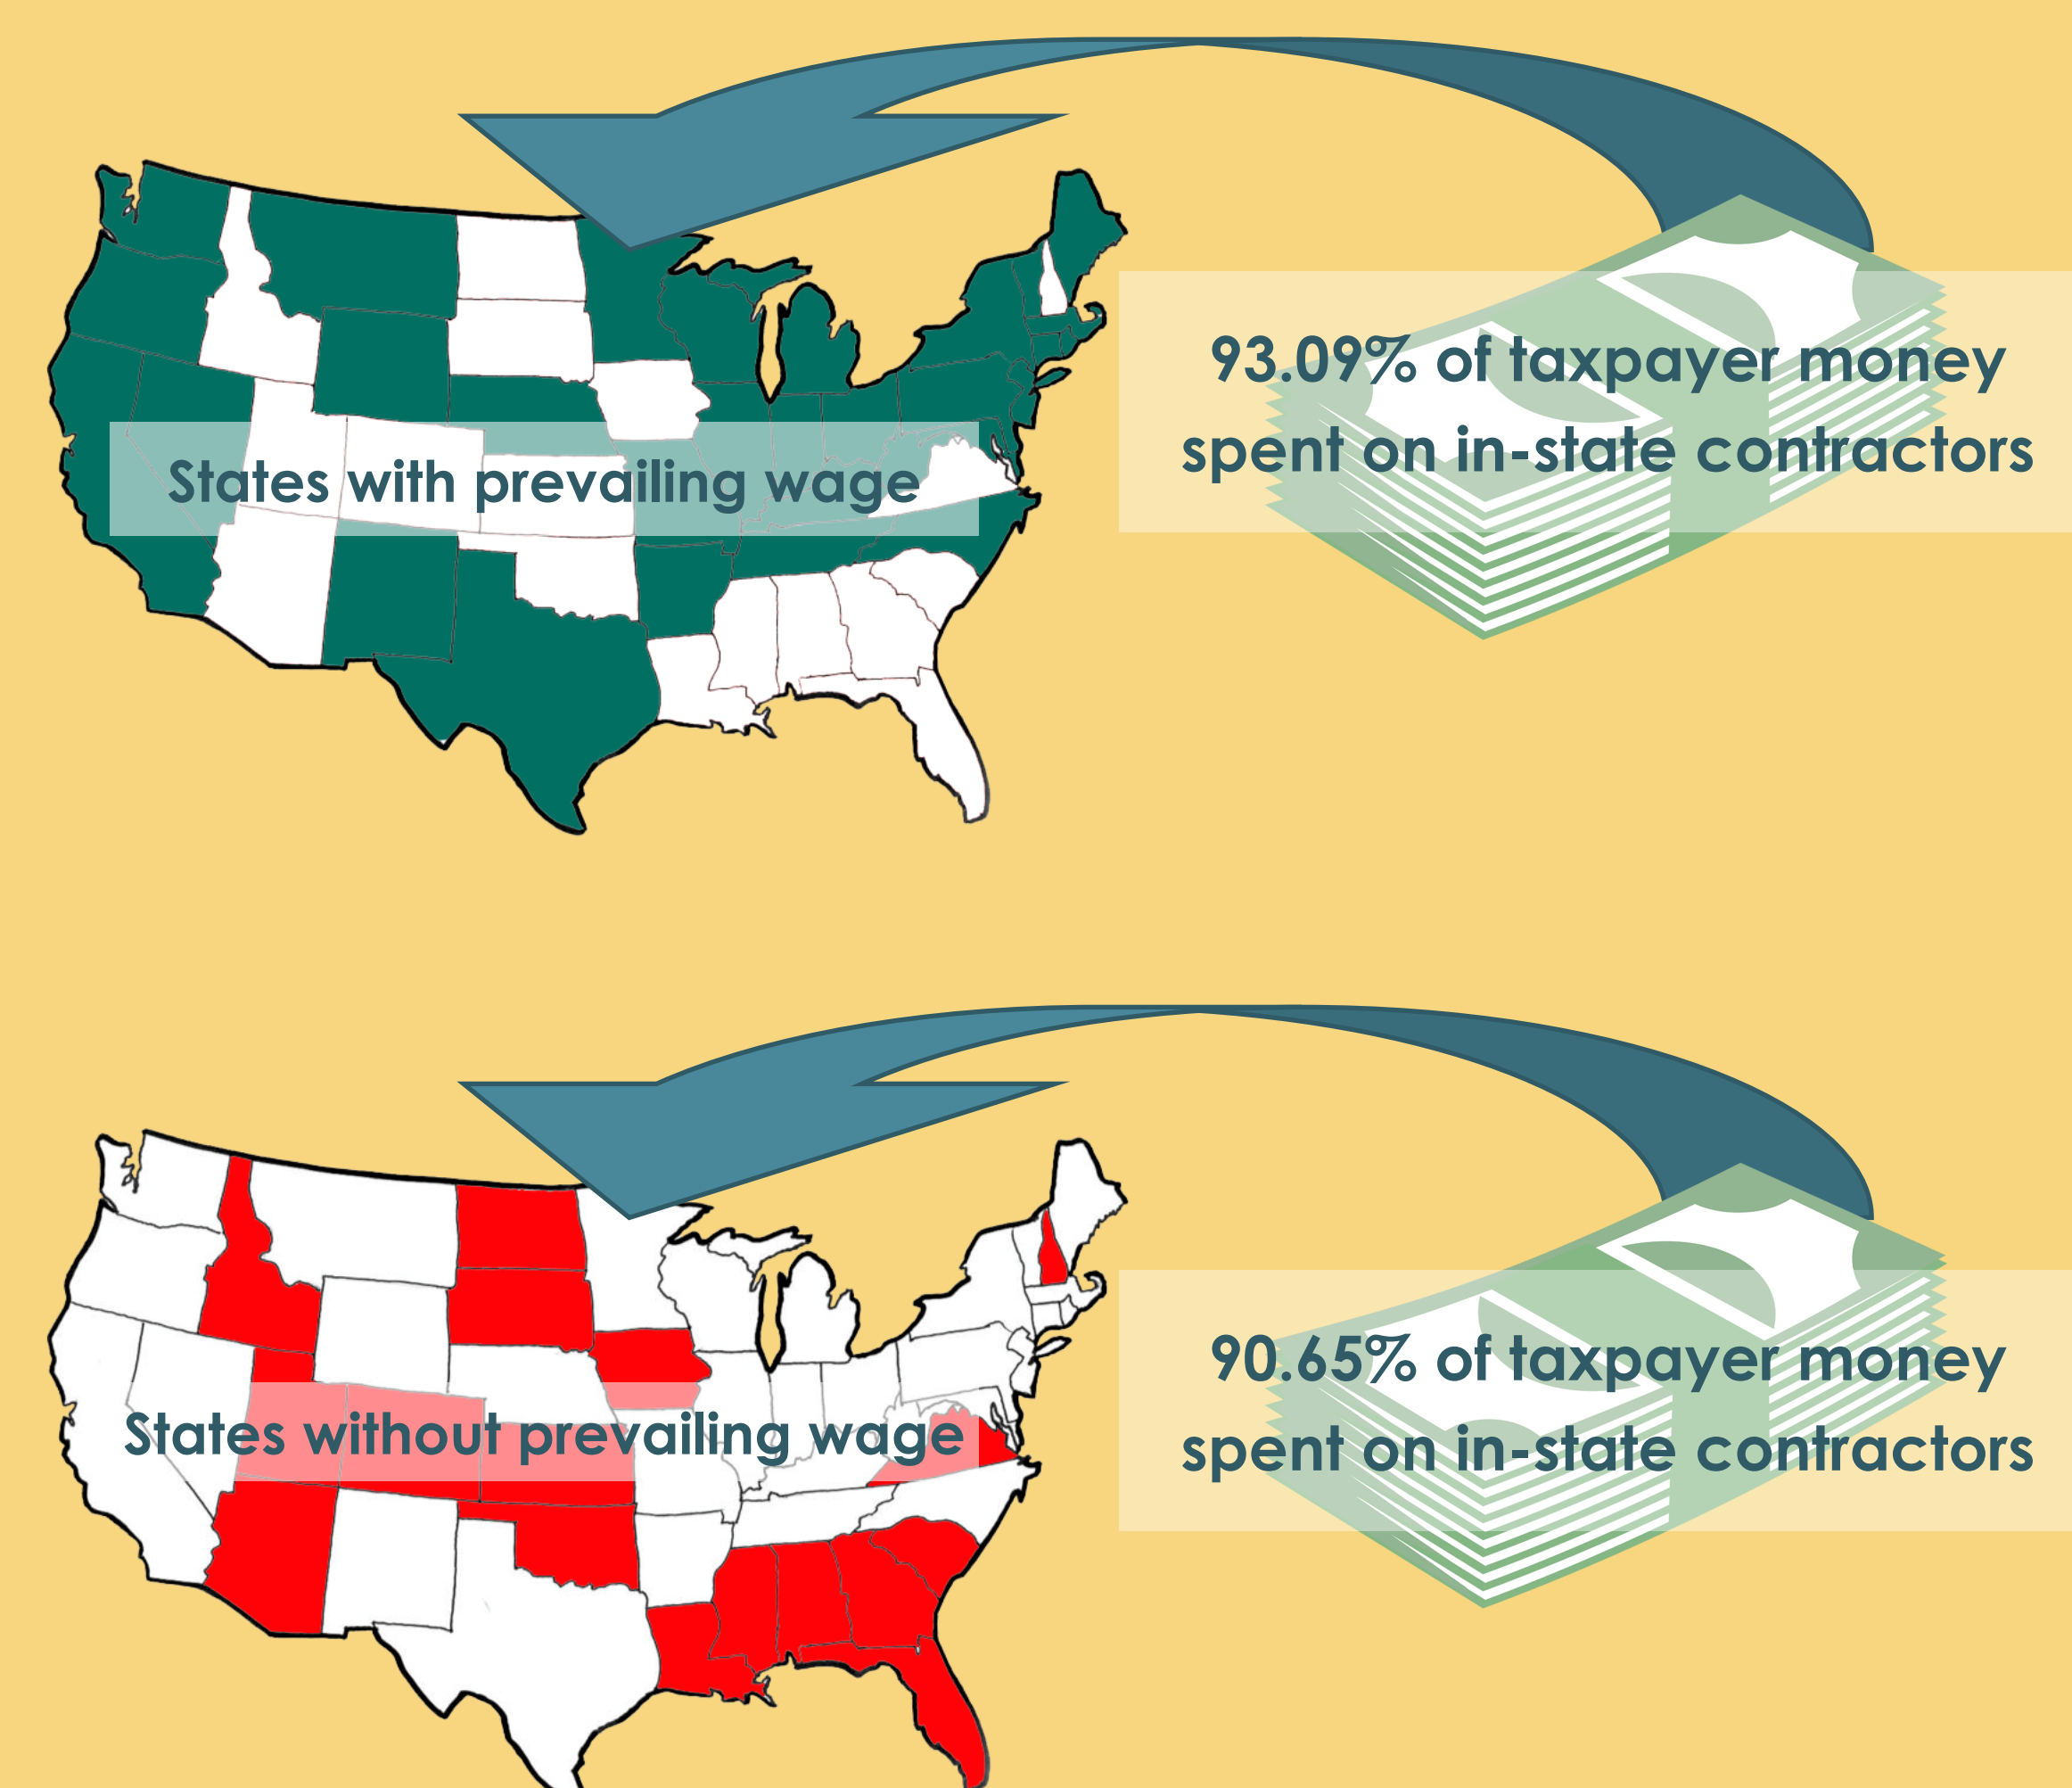 93.09% of taxpayer money
spent on in-state contractors
States with prevailing wage
90.65% of taxpayer money
spent on in-state contractors
States without prevailing wage